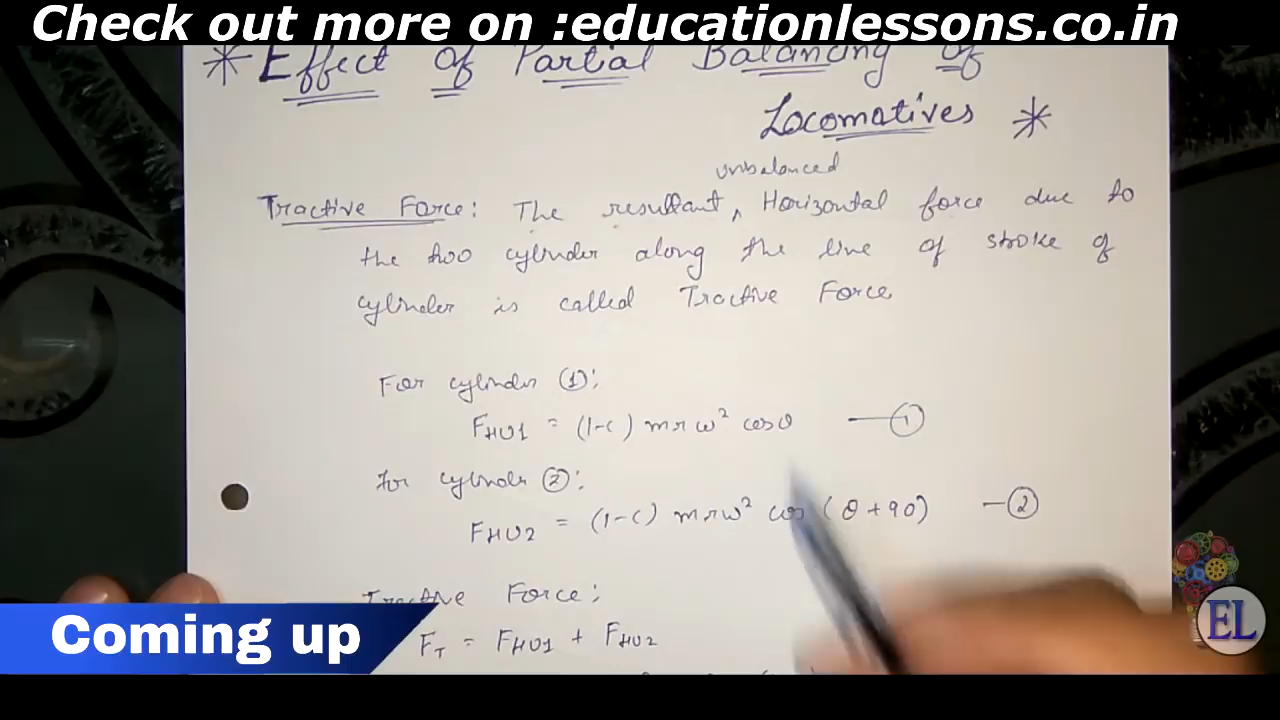 Check out more on :educationlessons.co.in
* Effect Of Partial Balancing Of
Locomatives *
unbalanced
Tractive Force: The resultant, Horizontal force due to
the two cylinder along the line of stroke of
cylinder is called Tractive Force
For cylinder ①:
FHU1 = (1-c) mrω² cosθ —①
for cylinder ②:
FHU2 = (1-c) mrω² cos (θ+90) —②
Tractive Force:
FT = FHU1 + FHU2
Coming up
EL